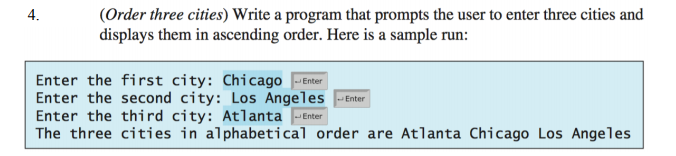 4. (Order three cities) Write a program that prompts the user to enter three cities and
displays them in ascending order. Here is a sample run:
Enter the first city: Chicago ↵Enter
Enter the second city: Los Angeles ↵Enter
Enter the third city: Atlanta ↵Enter
The three cities in alphabetical order are Atlanta Chicago Los Angeles